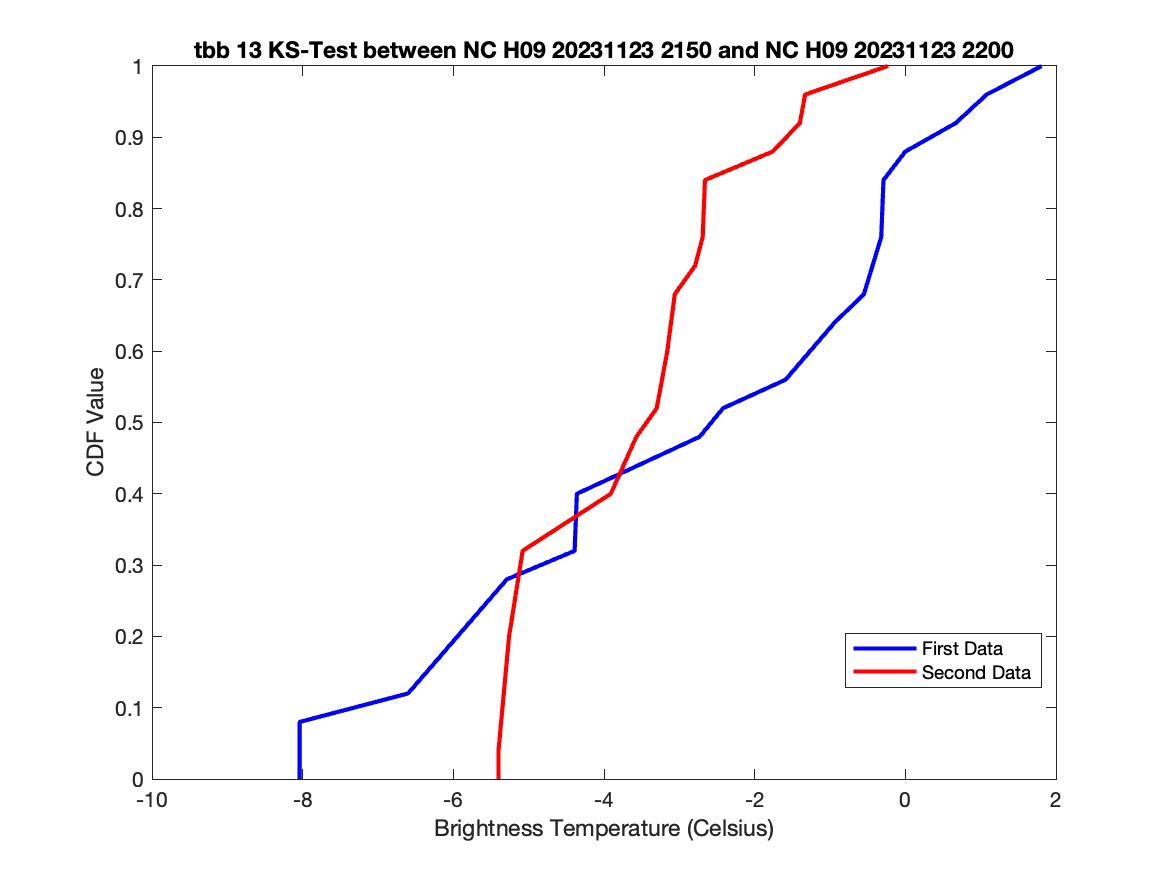 tbb 13 KS-Test between NC H09 20231123 2150 and NC H09 20231123 2200
1
0.9
0.8
0.7
0.6
0.5
0.4
0.3
0.2
0.1
0
CDF Value
First Data
Second Data
-10 -8 -6 -4 -2 0 2
Brightness Temperature (Celsius)